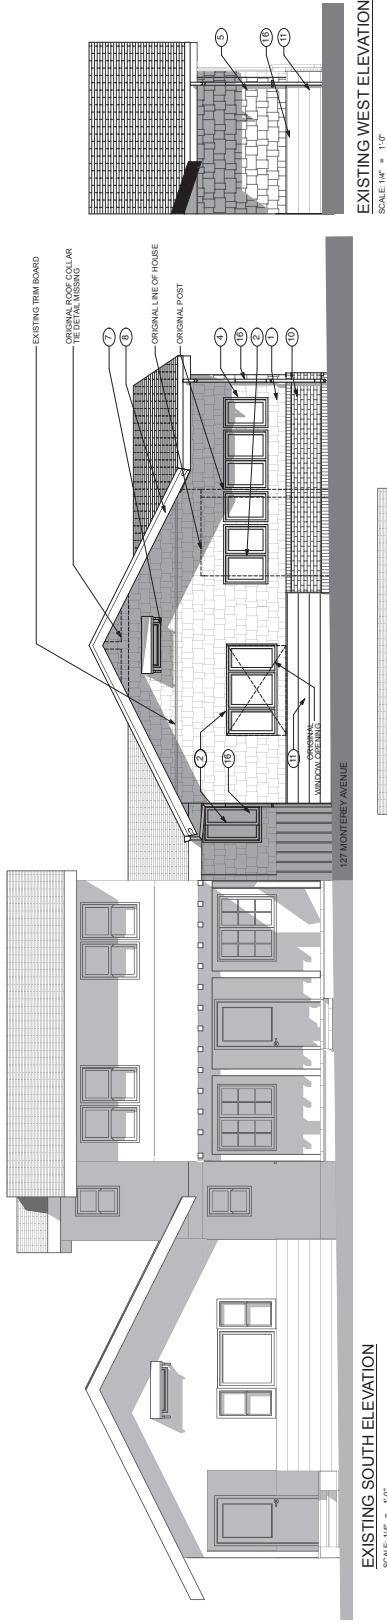 EXISTING TRIM BOARD
ORIGINAL ROOF COLLAR
TIE DETAIL MISSING
7
8
ORIGINAL LINE OF HOUSE
ORIGINAL POST
4
16
2
1
10
2
16
11
ORIGINAL
WINDOW OPENING
127 MONTEREY AVENUE
EXISTING SOUTH ELEVATION
SCALE: 1/4" = 1'-0"
5
16
11
EXISTING WEST ELEVATION
SCALE: 1/4" = 1'-0"